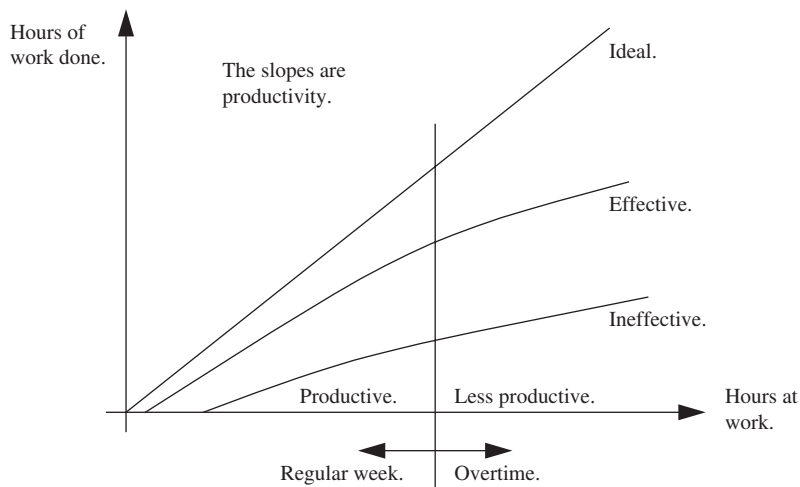 Hours of
work done.
The slopes are
productivity.
Ideal.
Effective.
Ineffective.
Productive.
Less productive.
Hours at
work.
Regular week.
Overtime.